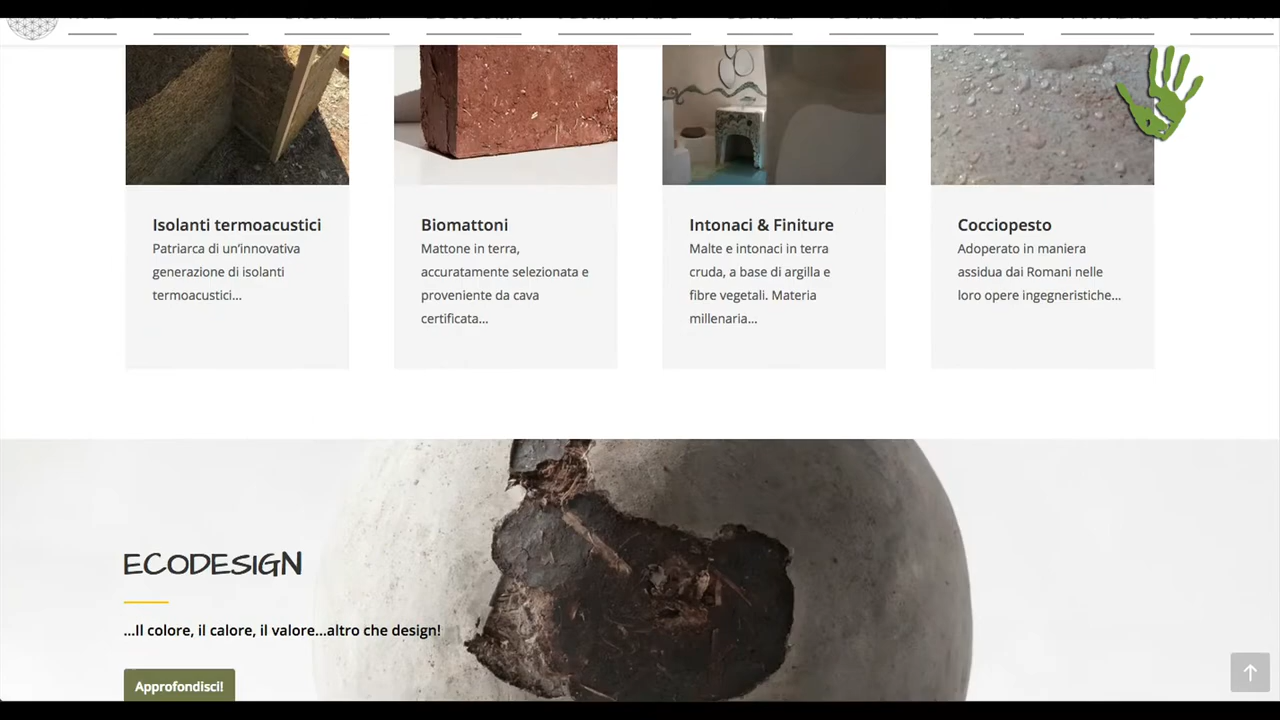 Isolanti termoacustici
Patriarca di un’innovativa
generazione di isolanti
termoacustici...
Biomattoni
Mattone in terra,
accuratamente selezionata e
proveniente da cava
certificata...
Intonaci & Finiture
Malte e intonaci in terra
cruda, a base di argilla e
fibre vegetali. Materia
millenaria...
Cocciopesto
Adoperato in maniera
assidua dai Romani nelle
loro opere ingegneristiche...
ECODESIGN
...Il colore, il calore, il valore...altro che design!
Approfondisci!